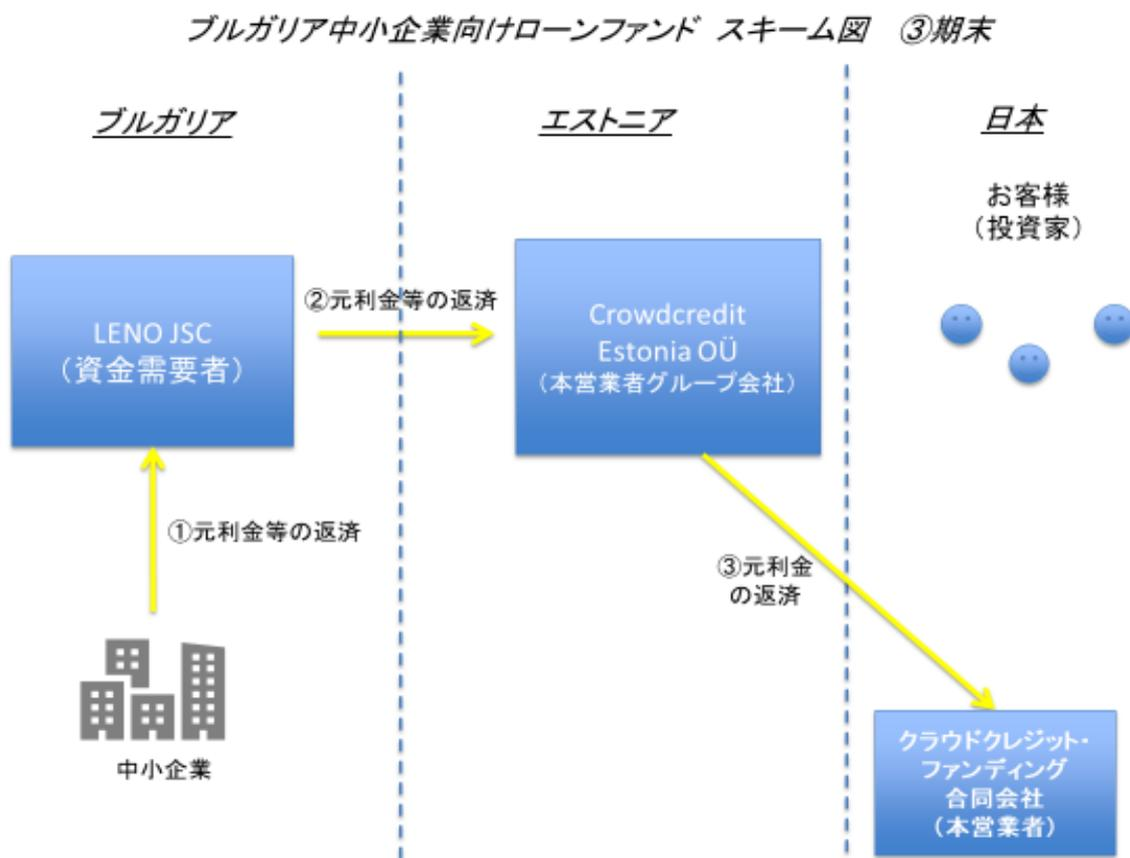 ブルガリア中小企業向けローンファンド スキーム図　③期末
ブルガリア
エストニア
日本
お客様
（投資家）
LENO JSC
（資金需要者）
②元利金等の返済
Crowdcredit
Estonia OÜ
（本営業者グループ会社）
①元利金等の返済
③元利金
の返済
中小企業
クラウドクレジット・
ファンディング
合同会社
（本営業者）